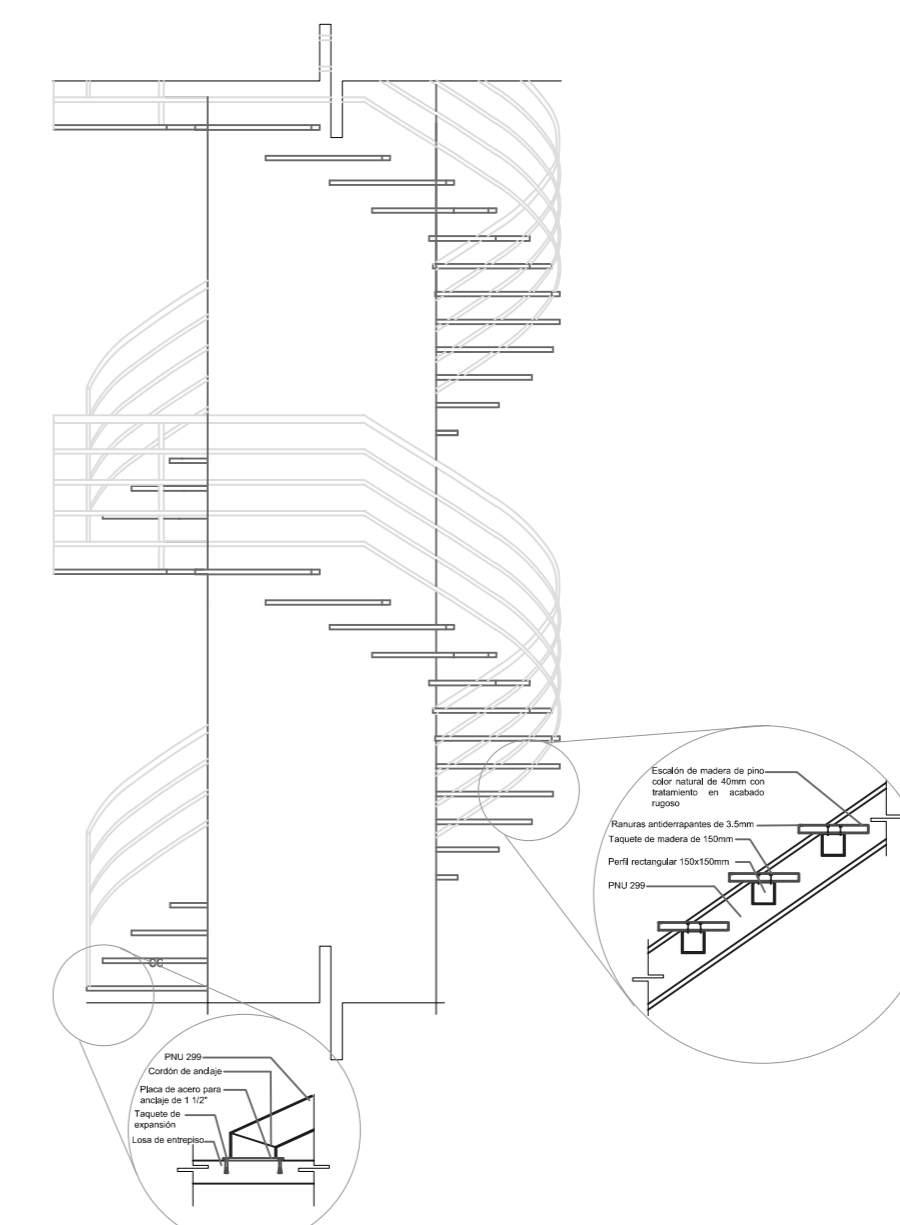 Escalón de madera de pino
color natural de 40mm con
tratamiento en acabado
rugoso
Ranuras antiderrapantes de 3.5mm
Taquete de madera de 150mm
Perfil rectangular 150x150mm
PNU 299
PNU 299
Cordón de anclaje
Placa de acero para
anclaje de 1 1/2"
Taquete de
expansión
Losa de entrepiso